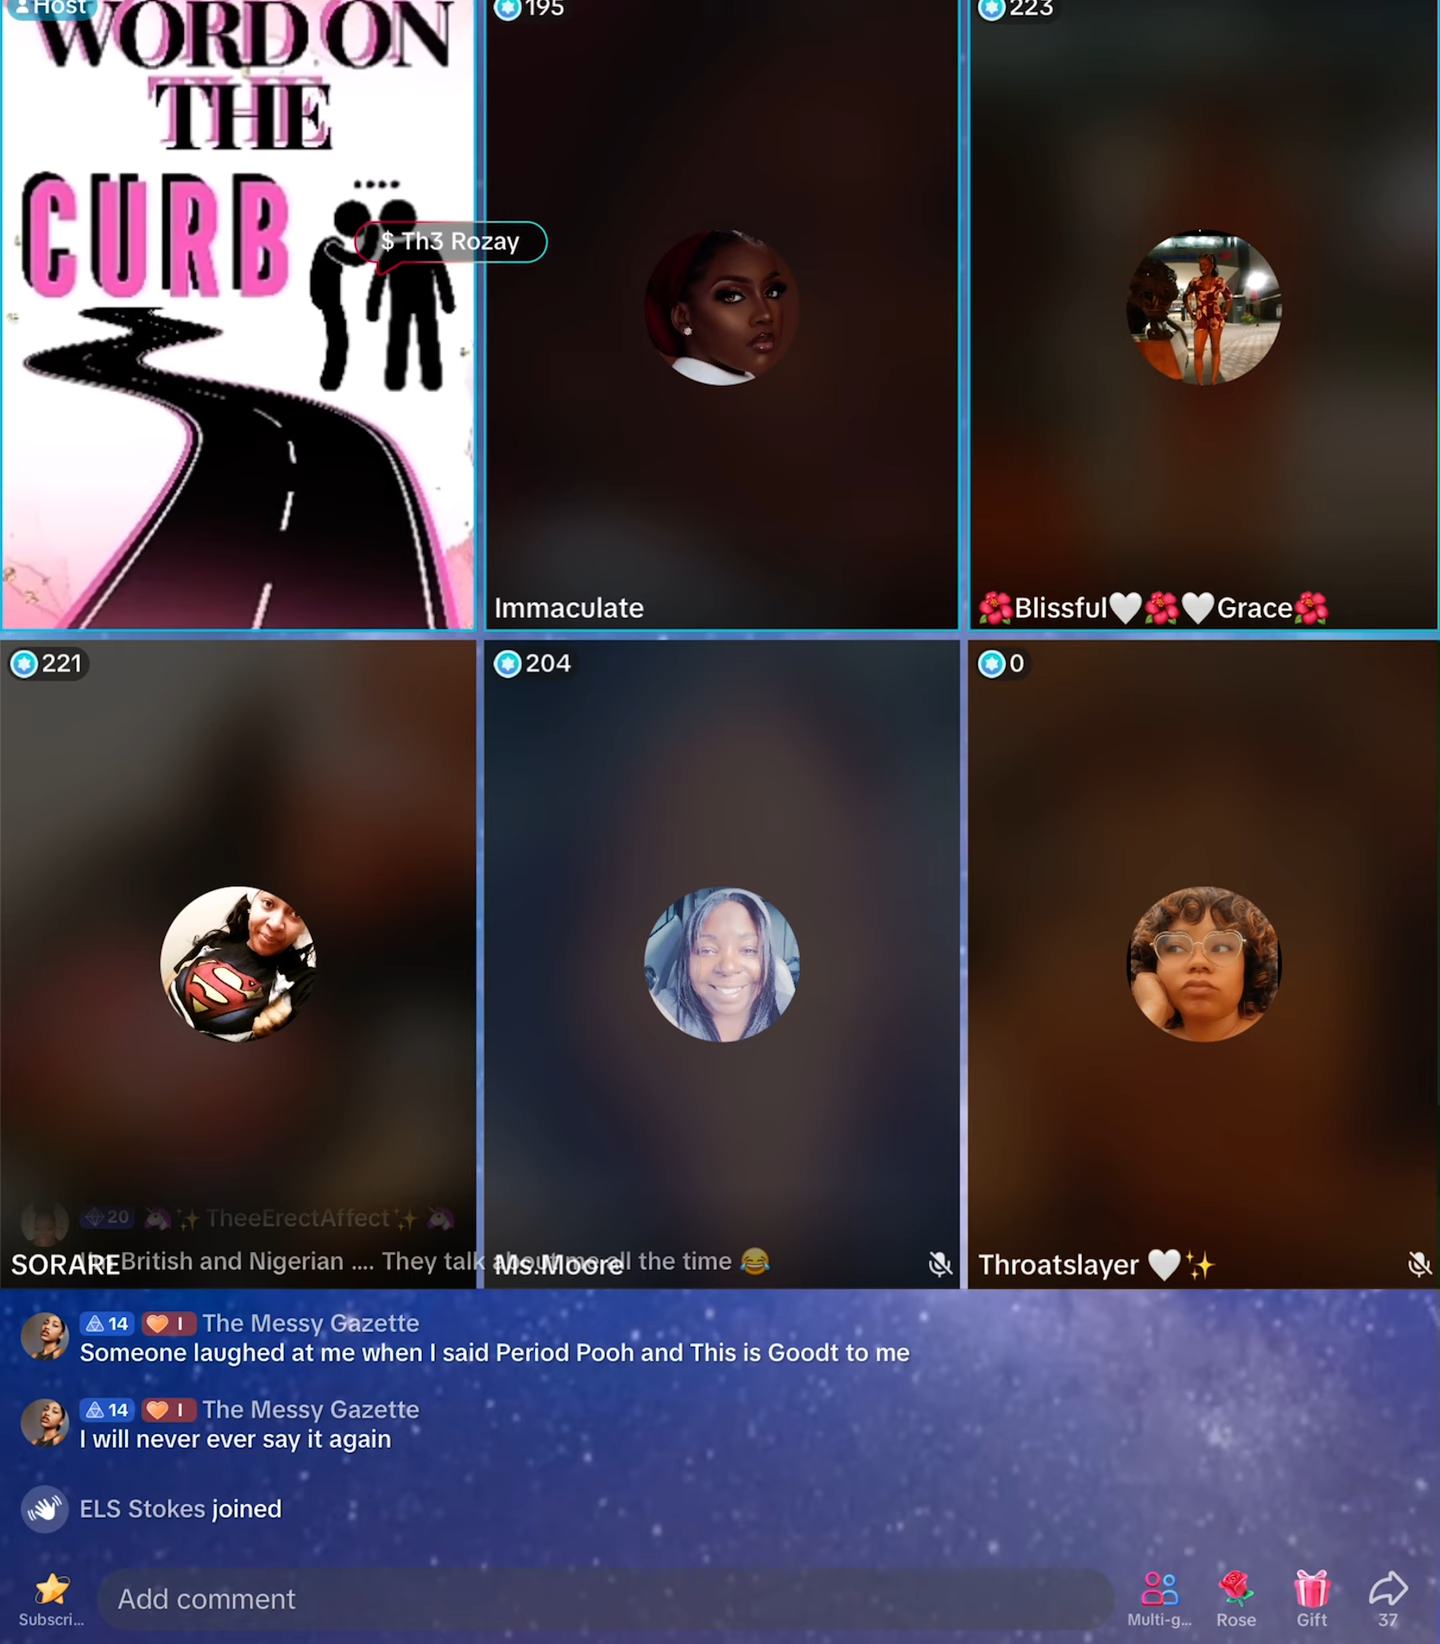 Host
WORD ON
THE
CURB
$ Th3 Rozay
195
Immaculate
223
🌺Blissful🤍🌺🤍Grace🌺
221
SORARE
204
Ms.Moore
0
Throatslayer 🤍✨
20 🦄✨ TheeErectAffect✨ 🦄
British and Nigerian .... They talk about me all the time 😂
14 I The Messy Gazette
Someone laughed at me when I said Period Pooh and This is Goodt to me
14 I The Messy Gazette
I will never ever say it again
ELS Stokes joined
Subscri...
Add comment
Multi-g...
Rose
Gift
37